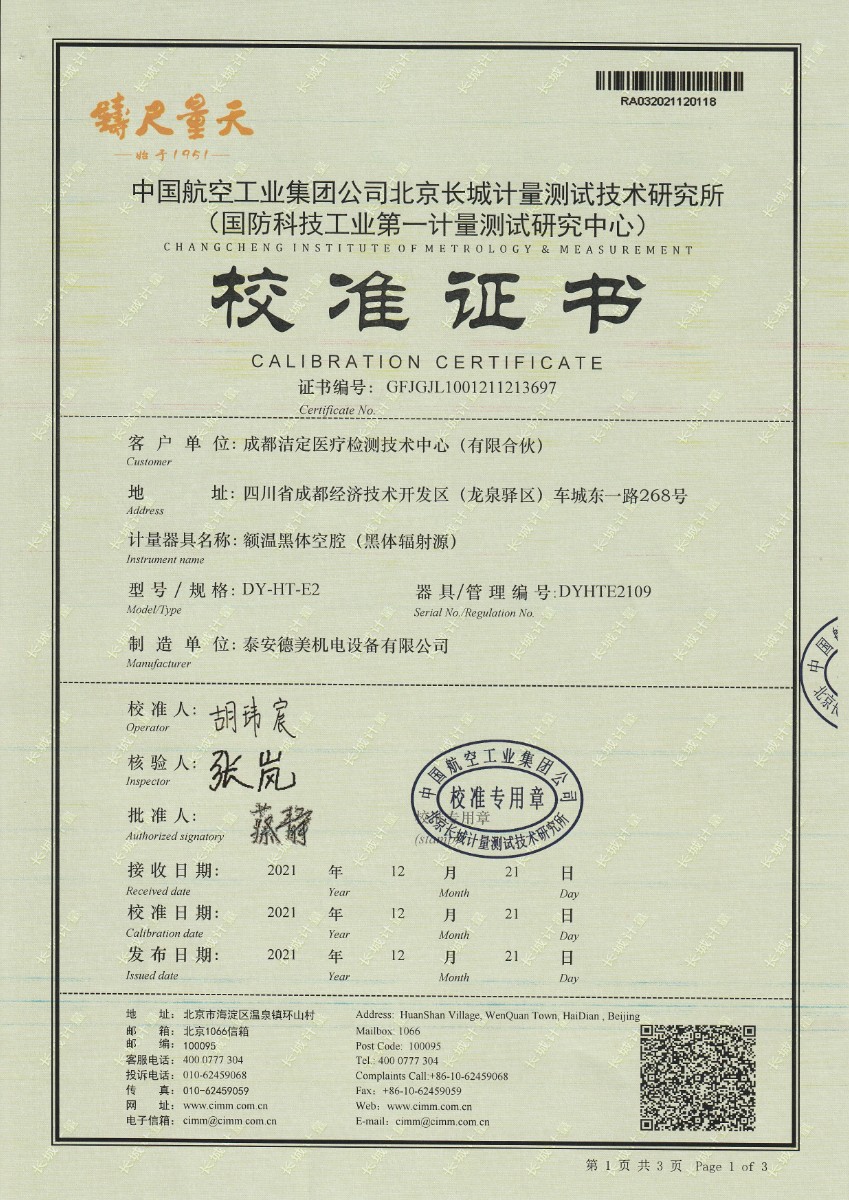 RA032021120118
鑄尺量天
始于1951
中国航空工业集团公司北京长城计量测试技术研究所
（国防科技工业第一计量测试研究中心）
CHANGCHENG INSTITUTE OF METROLOGY & MEASUREMENT
校准证书
CALIBRATION CERTIFICATE
证书编号： GFJGJL1001211213697
Certificate No.
客户单位: 成都洁定医疗检测技术中心（有限合伙）
Customer
地址: 四川省成都经济技术开发区（龙泉驿区）车城东一路268号
Address
计量器具名称: 额温黑体空腔（黑体辐射源）
Instrument name
型号/规格: DY-HT-E2 器具/管理编号:DYHTE2109
Model/Type Serial No./Regulation No.
制造单位: 泰安德美机电设备有限公司
Manufacturer
校准人: 胡玮宸
Operator
核验人: 张岚
Inspector
批准人:
Authorized signatory
中国航空工业集团公司
校准专用章
北京长城计量测试技术研究所
校准专用章
(stamp)
接收日期: 2021 年 12 月 21 日
Received date Year Month Day
校准日期: 2021 年 12 月 21 日
Calibration date Year Month Day
发布日期: 2021 年 12 月 21 日
Issued date Year Month Day
地址: 北京市海淀区温泉镇环山村 Address: HuanShan Village, WenQuan Town, HaiDian , Beijing
邮箱: 北京1066信箱 Mailbox: 1066
邮编: 100095 Post Code: 100095
客服电话: 400 0777 304 Tel.: 400 0777 304
投诉电话: 010-62459068 Complaints Call:+86-10-62459068
传真: 010-62459059 Fax: +86-10-62459059
网址: www.cimm.com.cn Web: www.cimm.com.cn
电子信箱: cimm@cimm.com.cn E-mail: cimm@cimm.com.cn
第 1 页 共 3 页 Page 1 of 3
长城计量